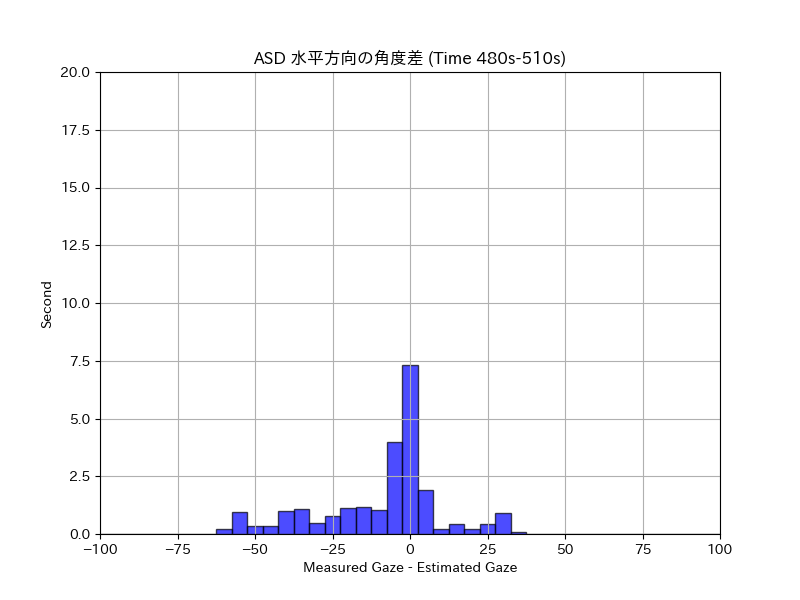 ASD 水平方向の角度差 (Time 480s-510s)
20.0
17.5
15.0
12.5
10.0
7.5
5.0
2.5
0.0
Second
−100 −75 −50 −25 0 25 50 75 100
Measured Gaze - Estimated Gaze